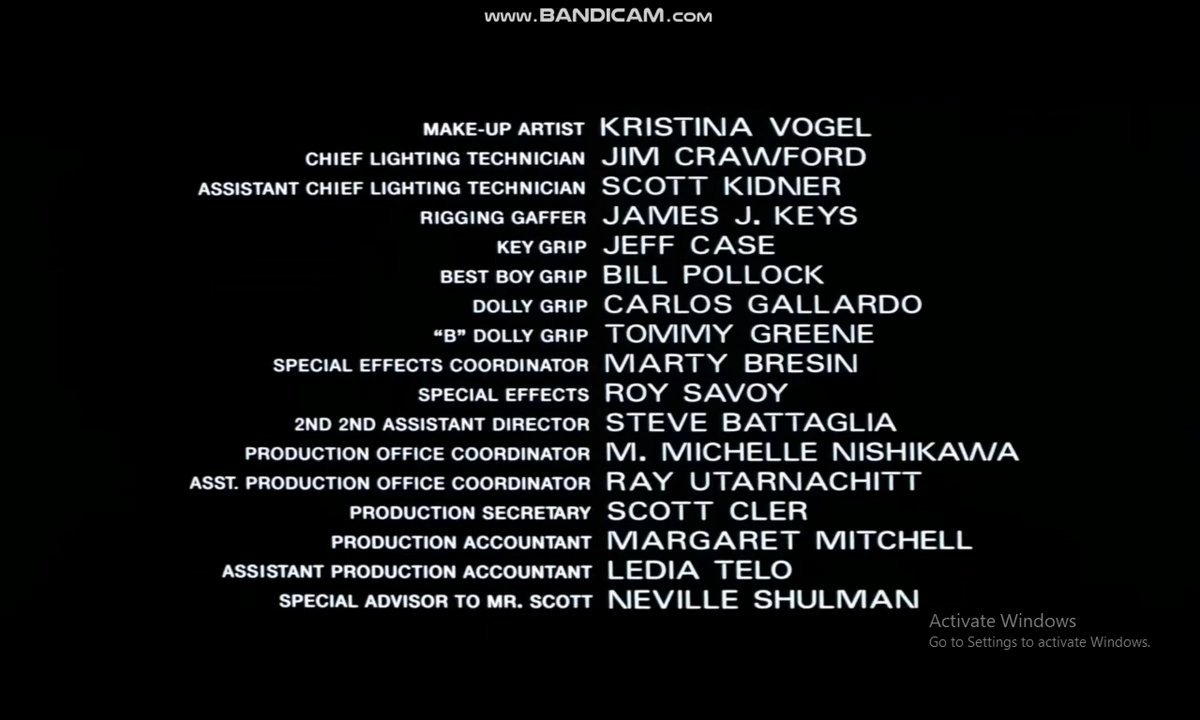 www.BANDICAM.com
MAKE-UP ARTIST KRISTINA VOGEL
CHIEF LIGHTING TECHNICIAN JIM CRAWFORD
ASSISTANT CHIEF LIGHTING TECHNICIAN SCOTT KIDNER
RIGGING GAFFER JAMES J. KEYS
KEY GRIP JEFF CASE
BEST BOY GRIP BILL POLLOCK
DOLLY GRIP CARLOS GALLARDO
“B” DOLLY GRIP TOMMY GREENE
SPECIAL EFFECTS COORDINATOR MARTY BRESIN
SPECIAL EFFECTS ROY SAVOY
2ND 2ND ASSISTANT DIRECTOR STEVE BATTAGLIA
PRODUCTION OFFICE COORDINATOR M. MICHELLE NISHIKAWA
ASST. PRODUCTION OFFICE COORDINATOR RAY UTARNACHITT
PRODUCTION SECRETARY SCOTT CLER
PRODUCTION ACCOUNTANT MARGARET MITCHELL
ASSISTANT PRODUCTION ACCOUNTANT LEDIA TELO
SPECIAL ADVISOR TO MR. SCOTT NEVILLE SHULMAN
Activate Windows
Go to Settings to activate Windows.